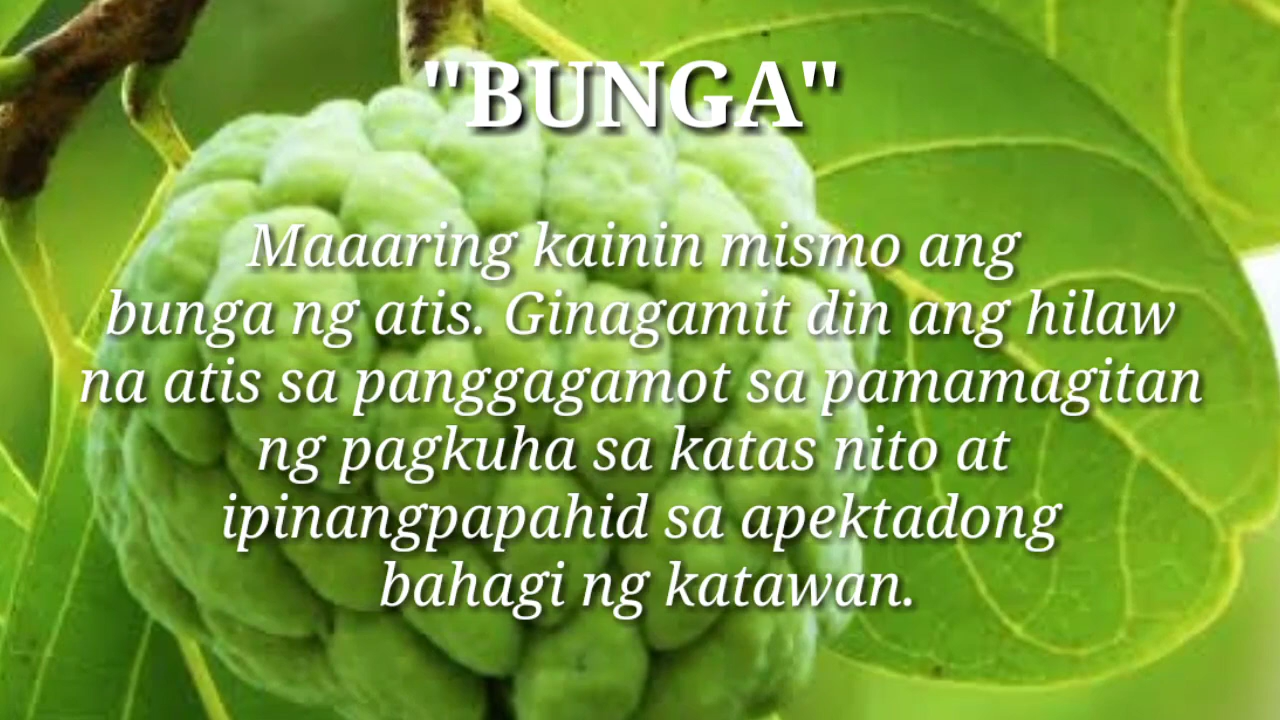 "BUNGA"
Maaaring kainin mismo ang
bunga ng atis. Ginagamit din ang hilaw
na atis sa panggagamot sa pamamagitan
ng pagkuha sa katas nito at
ipinangpapahid sa apektadong
bahagi ng katawan.